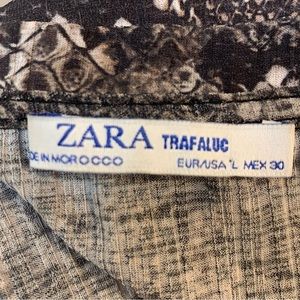 ZARA TRAFALUC
DE IN MOROCCO EUR/USA L MEX 30